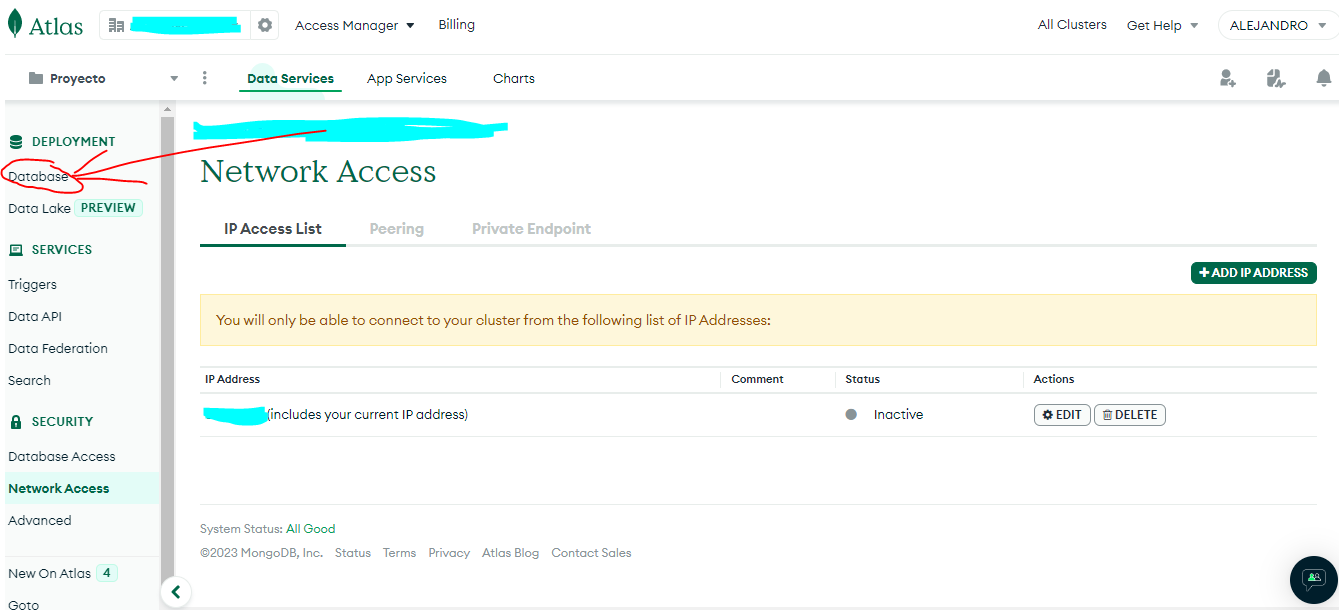 Atlas
Access Manager
Billing
All Clusters
Get Help
ALEJANDRO
Proyecto
Data Services
App Services
Charts
DEPLOYMENT
Database
Data Lake PREVIEW
SERVICES
Triggers
Data API
Data Federation
Search
SECURITY
Database Access
Network Access
Advanced
New On Atlas 4
Goto
Network Access
IP Access List
Peering
Private Endpoint
+ ADD IP ADDRESS
You will only be able to connect to your cluster from the following list of IP Addresses:
IP Address
Comment
Status
Actions
(includes your current IP address)
Inactive
EDIT
DELETE
System Status: All Good
©2023 MongoDB, Inc. Status Terms Privacy Atlas Blog Contact Sales